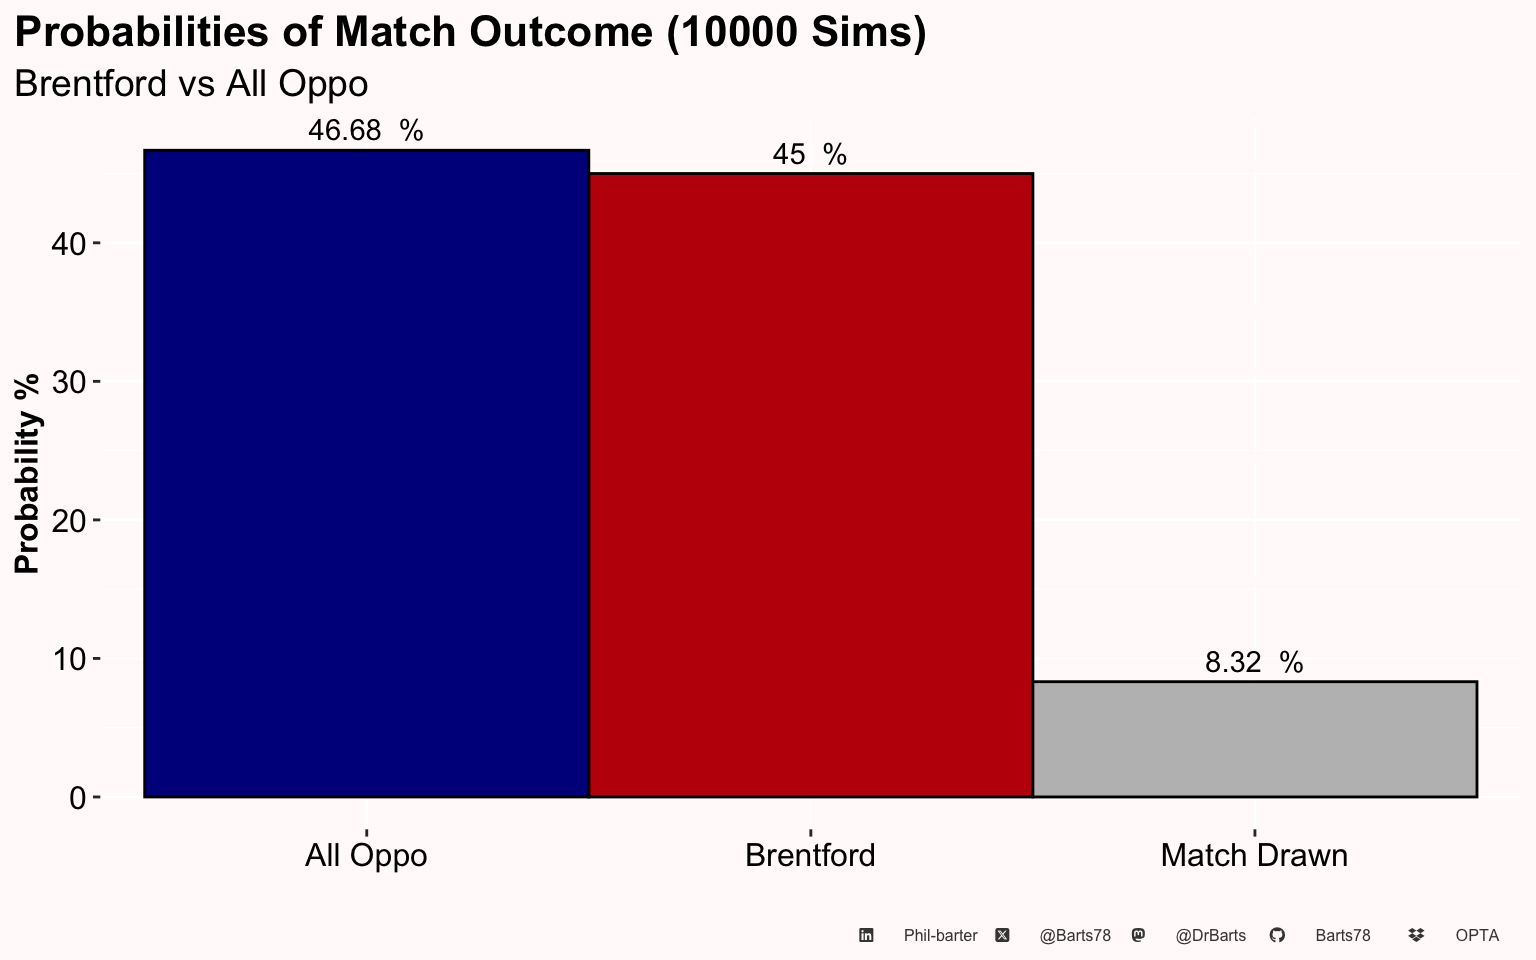 Probabilities of Match Outcome (10000 Sims)
Brentford vs All Oppo
46.68 %
45 %
8.32 %
Probability %
40
30
20
10
0
All Oppo
Brentford
Match Drawn
Phil-barter @Barts78 @DrBarts Barts78 OPTA